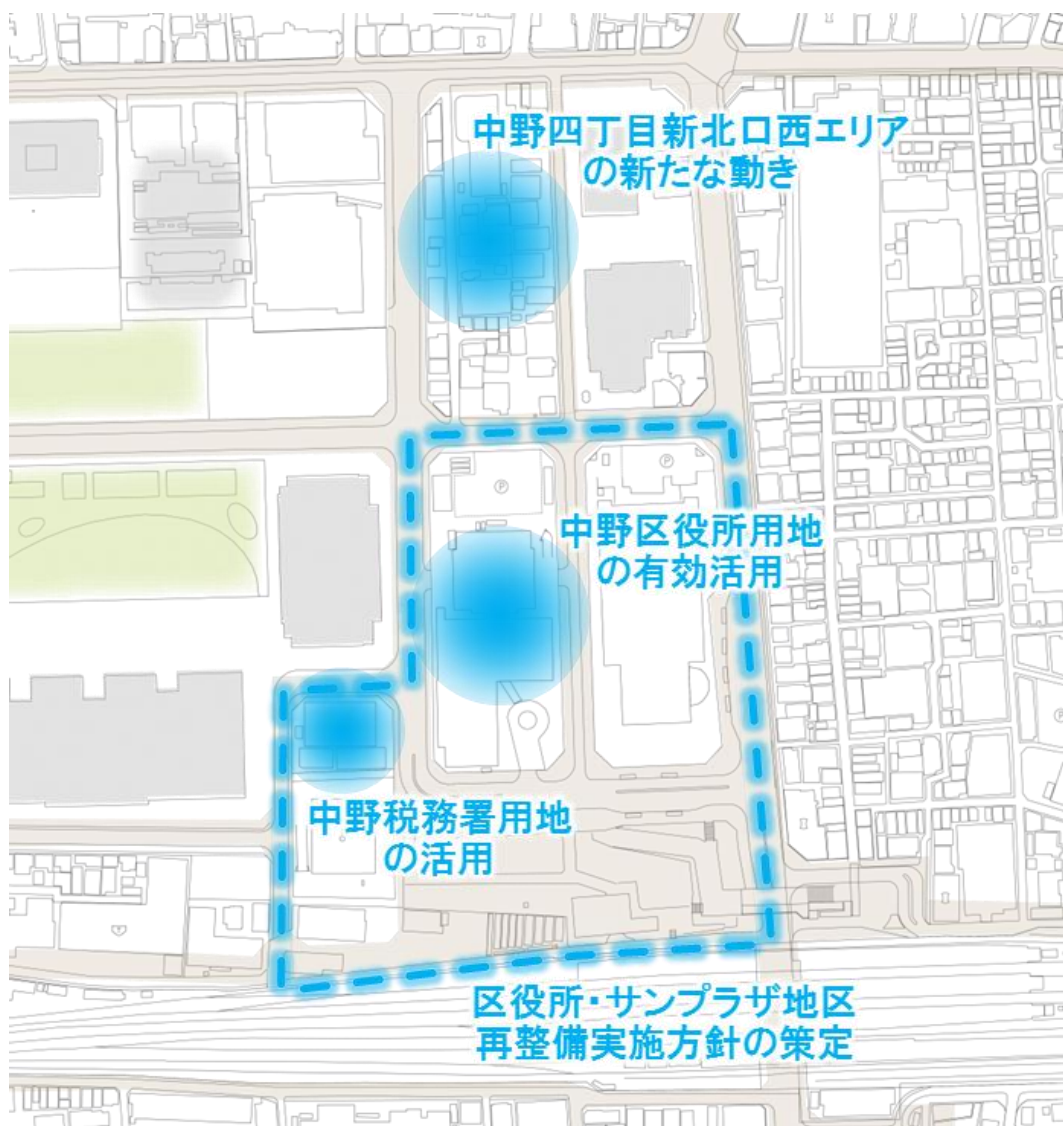 中野四丁目新北口西エリア
の新たな動き
P
P
中野区役所用地
の有効活用
中野税務署用地
の活用
区役所・サンプラザ地区
再整備実施方針の策定